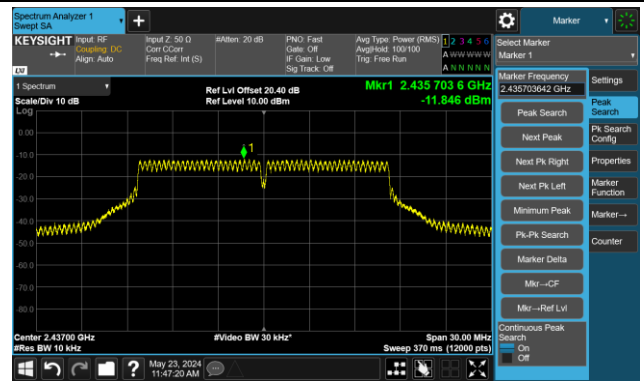 Spectrum Analyzer 1
Swept SA
Marker
KEYSIGHT Input: RF
Coupling: DC
Align: Auto
Input Z: 50 Ω
Corr CCorr
Freq Ref: Int (S)
#Atten: 20 dB
PNO: Fast
Gate: Off
IF Gain: Low
Sig Track: Off
Avg Type: Power (RMS)
Avg|Hold: 100/100
Trig: Free Run
1 2 3 4 5 6
A W W W W W
A N N N N N
LXI
Select Marker
Marker 1
1 Spectrum
Scale/Div 10 dB
Ref Lvl Offset 20.40 dB
Ref Level 10.00 dBm
Mkr1 2.435 703 6 GHz
-11.846 dBm
Log
0.00
-10.0
-20.0
-30.0
-40.0
-50.0
-60.0
-70.0
-80.0
1
Center 2.43700 GHz
#Res BW 10 kHz
#Video BW 30 kHz*
Span 30.00 MHz
Sweep 370 ms (12000 pts)
Marker Frequency
2.435703642 GHz
Peak Search
Next Peak
Next Pk Right
Next Pk Left
Minimum Peak
Pk-Pk Search
Marker Delta
Mkr→CF
Mkr→Ref Lvl
Continuous Peak
Search
On
Off
Settings
Peak
Search
Pk Search
Config
Properties
Marker
Function
Marker→
Counter
May 23, 2024
11:47:20 AM